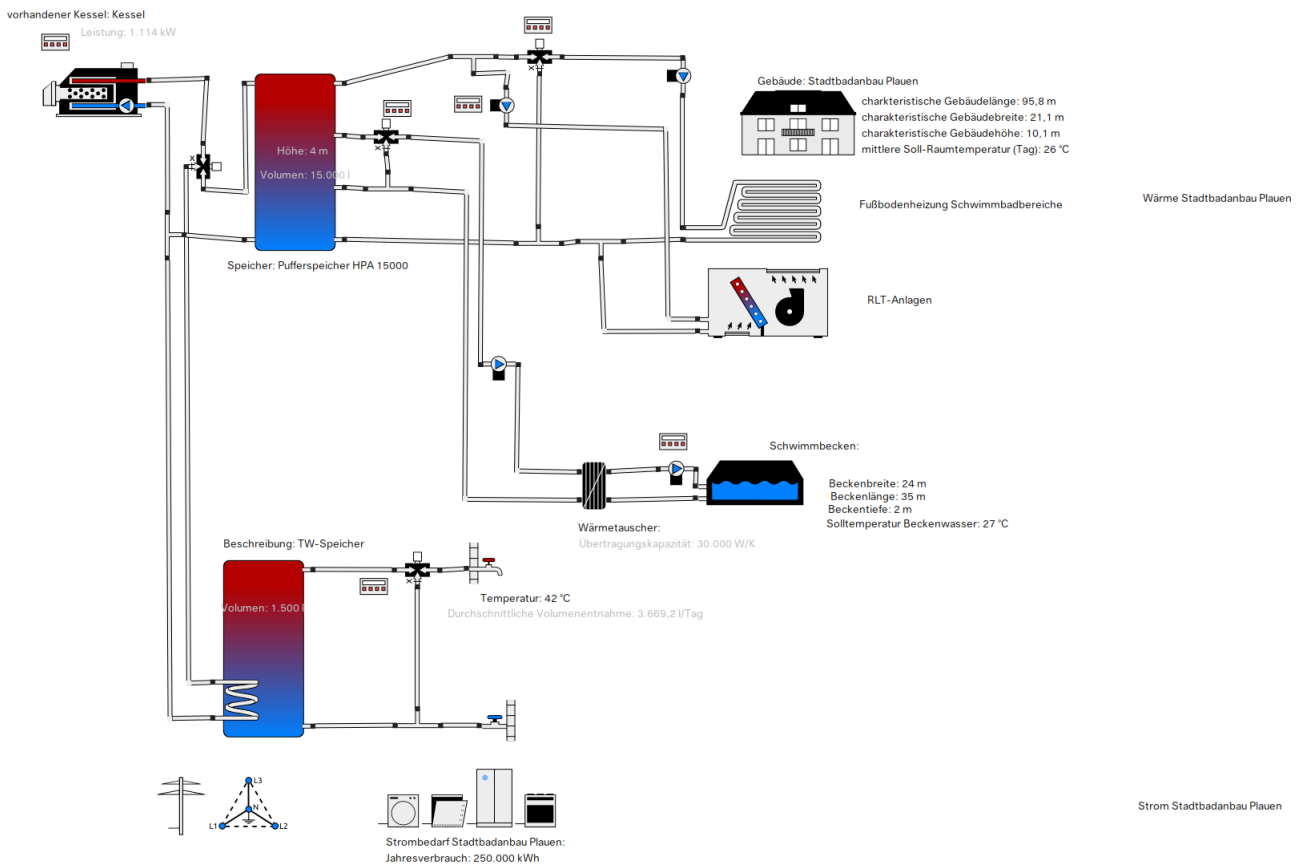 vorhandener Kessel: Kessel
Leistung: 1.114 kW
X
X
X
Höhe: 4 m
Volumen: 15.000 l
Speicher: Pufferspeicher HPA 15000
Gebäude: Stadtbadanbau Plauen
charkteristische Gebäudelänge: 95,8 m
charakteristische Gebäudebreite: 21,1 m
charakteristische Gebäudehöhe: 10,1 m
mittlere Soll-Raumtemperatur (Tag): 26 °C
Fußbodenheizung Schwimmbadbereiche
Wärme Stadtbadanbau Plauen
RLT-Anlagen
Schwimmbecken:
Beckenbreite: 24 m
Beckenlänge: 35 m
Beckentiefe: 2 m
Solltemperatur Beckenwasser: 27 °C
Wärmetauscher:
Übertragungskapazität: 30.000 W/K
Beschreibung: TW-Speicher
X
Volumen: 1.500 l
Temperatur: 42 °C
Durchschnittliche Volumenentnahme: 3.669,2 l/Tag
L3
N
L1
L2
Strom Stadtbadanbau Plauen
Strombedarf Stadtbadanbau Plauen:
Jahresverbrauch: 250.000 kWh